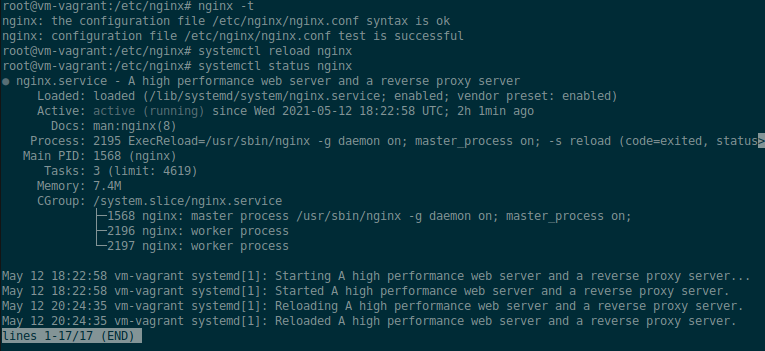 root@vm-vagrant:/etc/nginx# nginx -t
nginx: the configuration file /etc/nginx/nginx.conf syntax is ok
nginx: configuration file /etc/nginx/nginx.conf test is successful
root@vm-vagrant:/etc/nginx# systemctl reload nginx
root@vm-vagrant:/etc/nginx# systemctl status nginx
● nginx.service - A high performance web server and a reverse proxy server
     Loaded: loaded (/lib/systemd/system/nginx.service; enabled; vendor preset: enabled)
     Active: active (running) since Wed 2021-05-12 18:22:58 UTC; 2h 1min ago
       Docs: man:nginx(8)
    Process: 2195 ExecReload=/usr/sbin/nginx -g daemon on; master_process on; -s reload (code=exited, status>
   Main PID: 1568 (nginx)
      Tasks: 3 (limit: 4619)
     Memory: 7.4M
     CGroup: /system.slice/nginx.service
             ├─1568 nginx: master process /usr/sbin/nginx -g daemon on; master_process on;
             ├─2196 nginx: worker process
             └─2197 nginx: worker process
May 12 18:22:58 vm-vagrant systemd[1]: Starting A high performance web server and a reverse proxy server...
May 12 18:22:58 vm-vagrant systemd[1]: Started A high performance web server and a reverse proxy server.
May 12 20:24:35 vm-vagrant systemd[1]: Reloading A high performance web server and a reverse proxy server.
May 12 20:24:35 vm-vagrant systemd[1]: Reloaded A high performance web server and a reverse proxy server.
lines 1-17/17 (END)